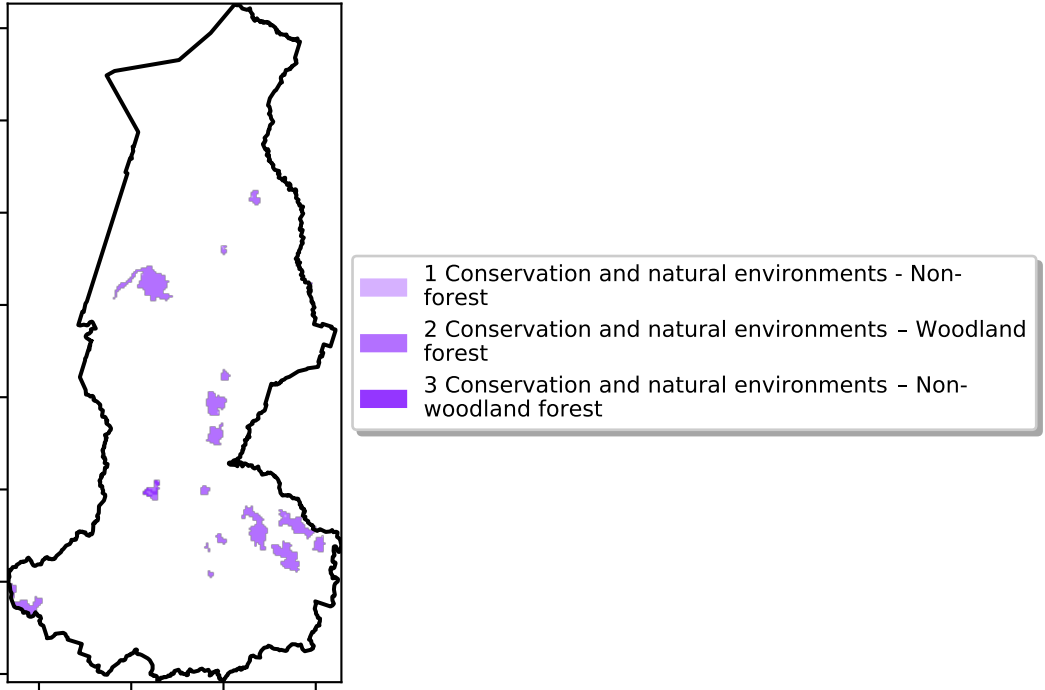 1 Conservation and natural environments - Non-
forest
2 Conservation and natural environments – Woodland
forest
3 Conservation and natural environments – Non-
woodland forest